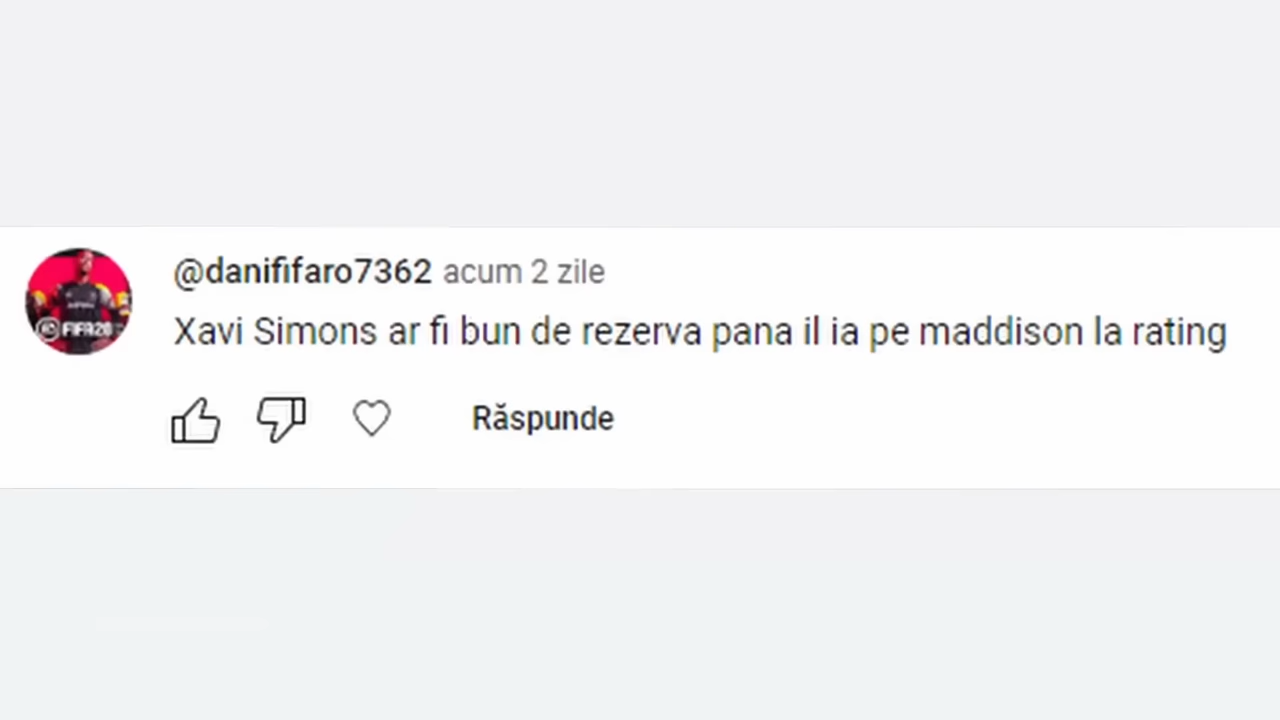 @danififaro7362 acum 2 zile
Xavi Simons ar fi bun de rezerva pana il ia pe maddison la rating
FIFA20
Răspunde